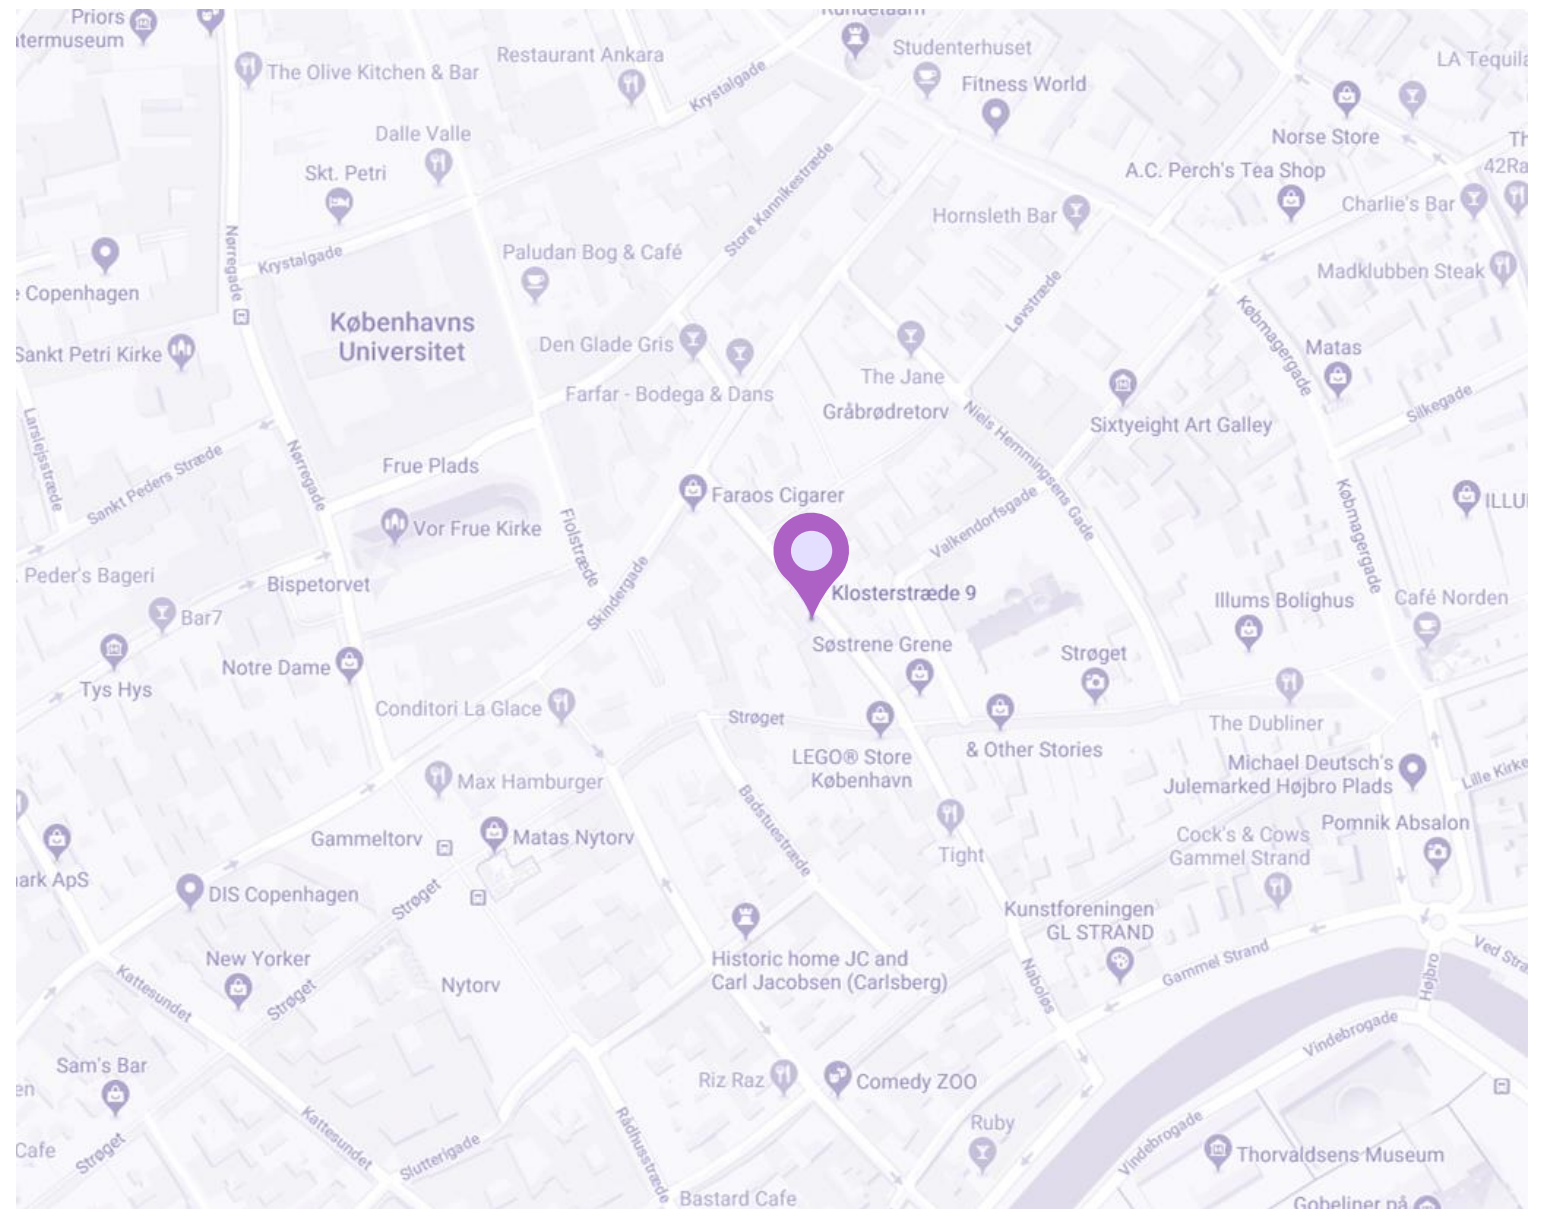 Priors
Rundetaarn
Studenterhuset
LA Tequila
Restaurant Ankara
The Olive Kitchen & Bar
Krystalgade
Fitness World
Dalle Valle
Norse Store
Skt. Petri
Store Kannikestræde
A.C. Perch's Tea Shop
42Ra
Charlie's Bar
Hornsleth Bar
Nørregade
Krystalgade
Paludan Bog & Café
Madklubben Steak
Copenhagen
Løvstræde
Købmagergade
Københavns
Universitet
Den Glade Gris
Sankt Petri Kirke
Matas
The Jane
Farfar - Bodega & Dans
Gråbrødretorv
Silkegade
Larslejsstræde
Sixtyeight Art Galley
Niels Hemmingsens Gade
Sankt Peders Stræde
Nørregade
Frue Plads
Faraos Cigarer
Købmagergade
ILLU
Vor Frue Kirke
Valkendorfsgade
Fiolstræde
Peder's Bageri
Bispetorvet
Skindergade
Klosterstræde 9
Illums Bolighus
Café Norden
Bar7
Søstrene Grene
Strøget
Notre Dame
Tys Hys
Conditori La Glace
Strøget
The Dubliner
LEGO® Store
København
& Other Stories
Michael Deutsch's
Julemarked Højbro Plads
Lille Kirke
Max Hamburger
Badstuestræde
Gammeltorv
Matas Nytorv
Pomnik Absalon
Cock's & Cows
Gammel Strand
Tight
ark ApS
DIS Copenhagen
Strøget
Kunstforeningen
GL STRAND
Historic home JC and
Carl Jacobsen (Carlsberg)
New Yorker
Gammel Strand
Ved Stra
Højbro
Kattesundet
Strøget
Nytorv
Naboløs
Vindebrogade
Sam's Bar
Riz Raz
Comedy ZOO
en
Kattesundet
Rådhusstræde
Ruby
Cafe
Strøget
Slutterigade
Vindebrogade
Thorvaldsens Museum
Bastard Cafe
Gobeliner på